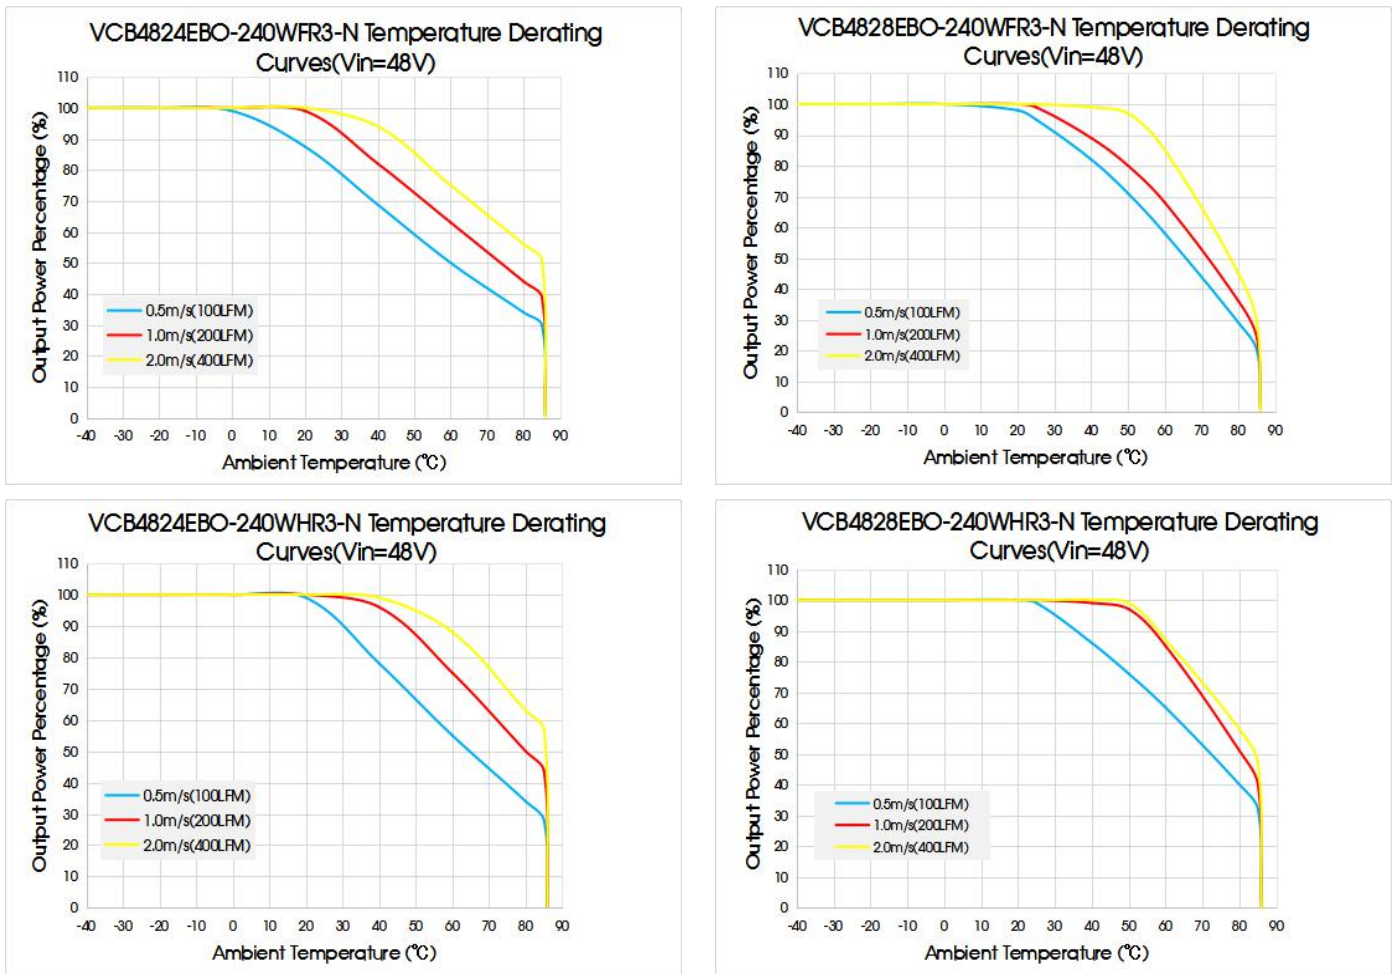 VCB4824EBO-240WFR3-N Temperature Derating
Curves(Vin=48V)
Output Power Percentage (%)
110
100
90
80
70
60
50
40
30
20
10
0
0.5m/s(100LFM)
1.0m/s(200LFM)
2.0m/s(400LFM)
-40 -30 -20 -10 0 10 20 30 40 50 60 70 80 90
Ambient Temperature (℃)
VCB4828EBO-240WFR3-N Temperature Derating
Curves(Vin=48V)
Output Power Percentage (%)
110
100
90
80
70
60
50
40
30
20
10
0
0.5m/s(100LFM)
1.0m/s(200LFM)
2.0m/s(400LFM)
-40 -30 -20 -10 0 10 20 30 40 50 60 70 80 90
Ambient Temperature (℃)
VCB4824EBO-240WHR3-N Temperature Derating
Curves(Vin=48V)
Output Power Percentage (%)
110
100
90
80
70
60
50
40
30
20
10
0
0.5m/s(100LFM)
1.0m/s(200LFM)
2.0m/s(400LFM)
-40 -30 -20 -10 0 10 20 30 40 50 60 70 80 90
Ambient Temperature (℃)
VCB4828EBO-240WHR3-N Temperature Derating
Curves(Vin=48V)
Output Power Percentage (%)
110
100
90
80
70
60
50
40
30
20
10
0
0.5m/s(100LFM)
1.0m/s(200LFM)
2.0m/s(400LFM)
-40 -30 -20 -10 0 10 20 30 40 50 60 70 80 90
Ambient Temperature (℃)